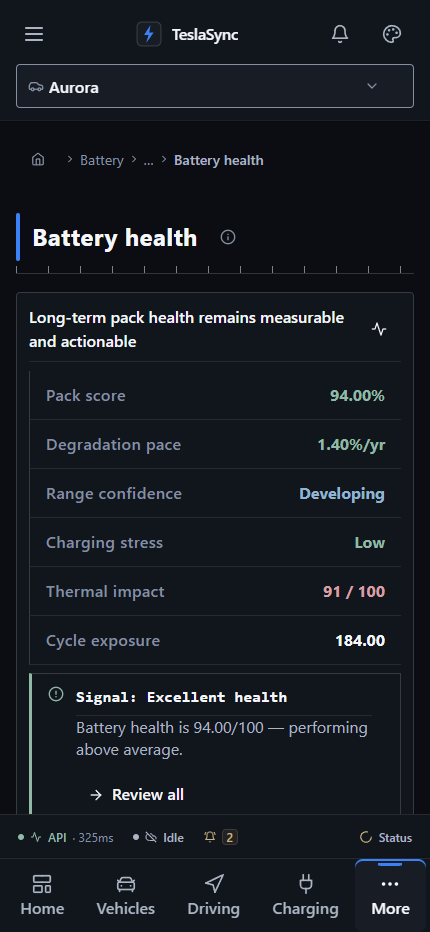 TeslaSync
Aurora
Battery
...
Battery health
Battery health
Long-term pack health remains measurable
and actionable
Pack score 94.00%
Degradation pace 1.40%/yr
Range confidence Developing
Charging stress Low
Thermal impact 91 / 100
Cycle exposure 184.00
Signal: Excellent health
Battery health is 94.00/100 — performing
above average.
Review all
API · 325ms Idle 2 Status
Home Vehicles Driving Charging More